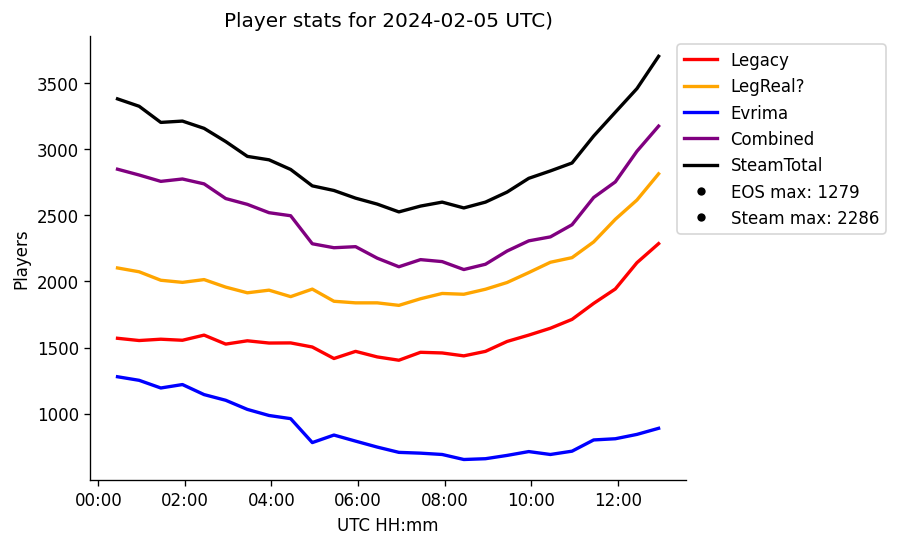 Player stats for 2024-02-05 UTC)
Players
3500
3000
2500
2000
1500
1000
00:00 02:00 04:00 06:00 08:00 10:00 12:00
UTC HH:mm
Legacy
LegReal?
Evrima
Combined
SteamTotal
EOS max: 1279
Steam max: 2286